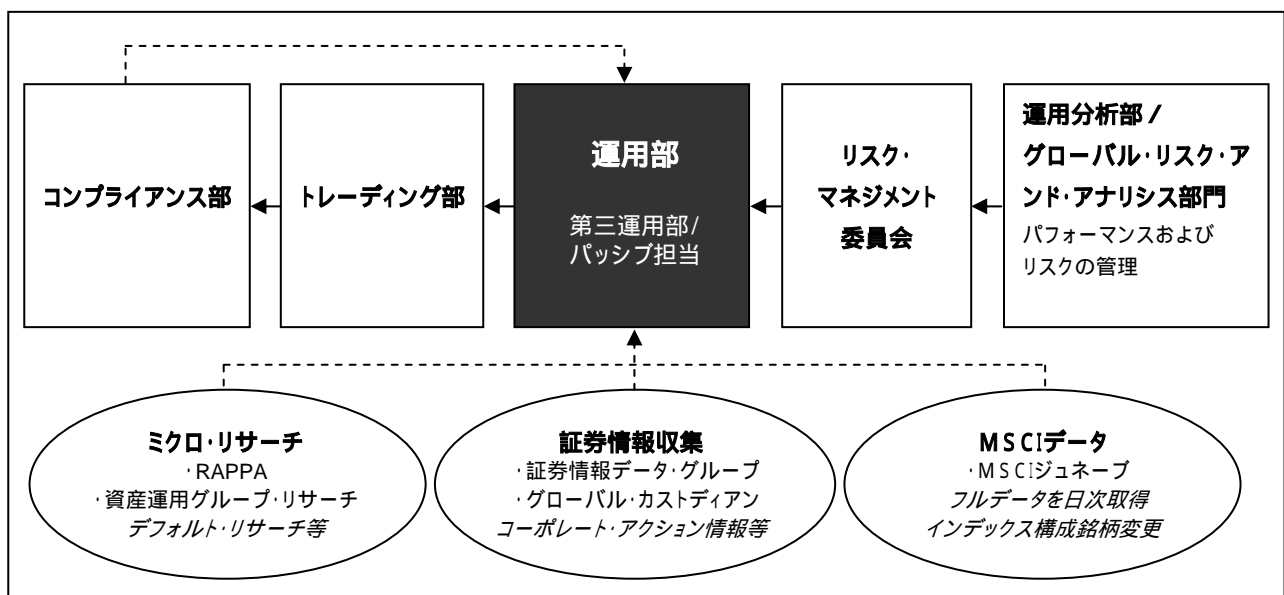 コンプライアンス部
トレーディング部
運用部
第三運用部/
パッシブ担当
リスク・
マネジメント
委員会
運用分析部/
グローバル・リスク・ア
ンド・アナリシス部門
パフォーマンスおよび
リスクの管理
ミクロ・リサーチ
・RAPPA
・資産運用グループ・リサーチ
デフォルト・リサーチ等
証券情報収集
・証券情報データ・グループ
・グローバル・カストディアン
コーポレート・アクション情報等
MSCIデータ
・MSCIジュネーブ
フルデータを日次取得
インデックス構成銘柄変更